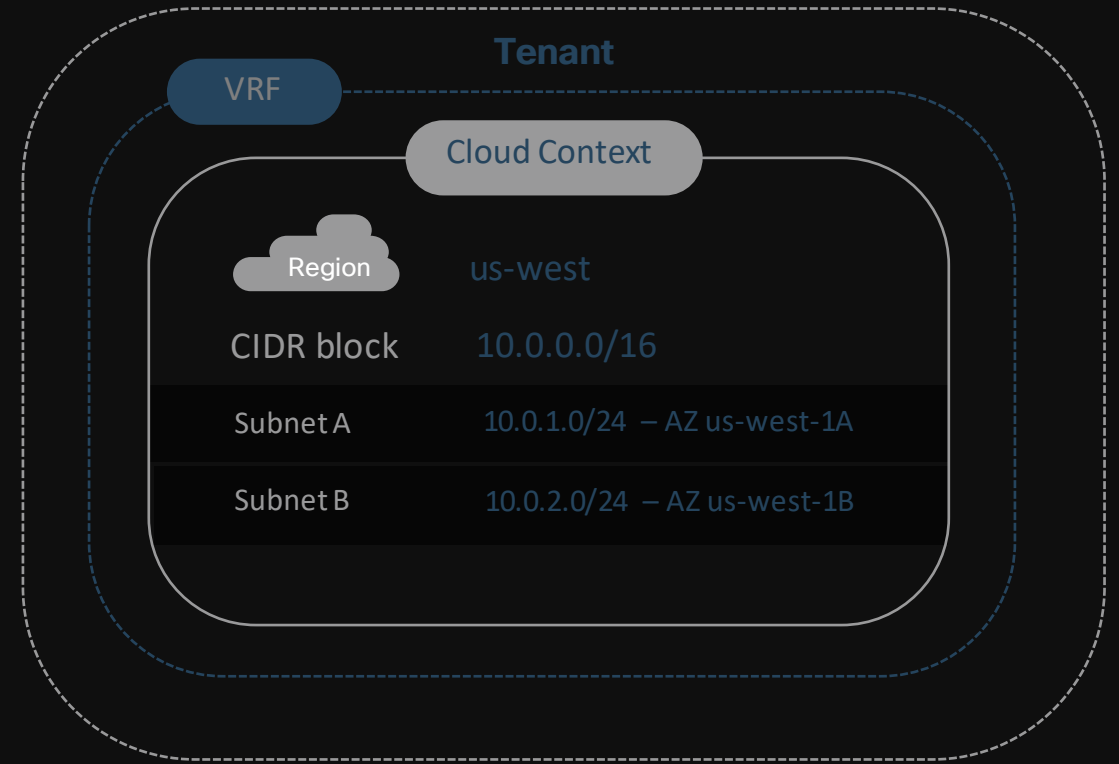 Tenant
VRF
Cloud Context
Region us-west
CIDR block 10.0.0.0/16
Subnet A 10.0.1.0/24 – AZ us-west-1A
Subnet B 10.0.2.0/24 – AZ us-west-1B